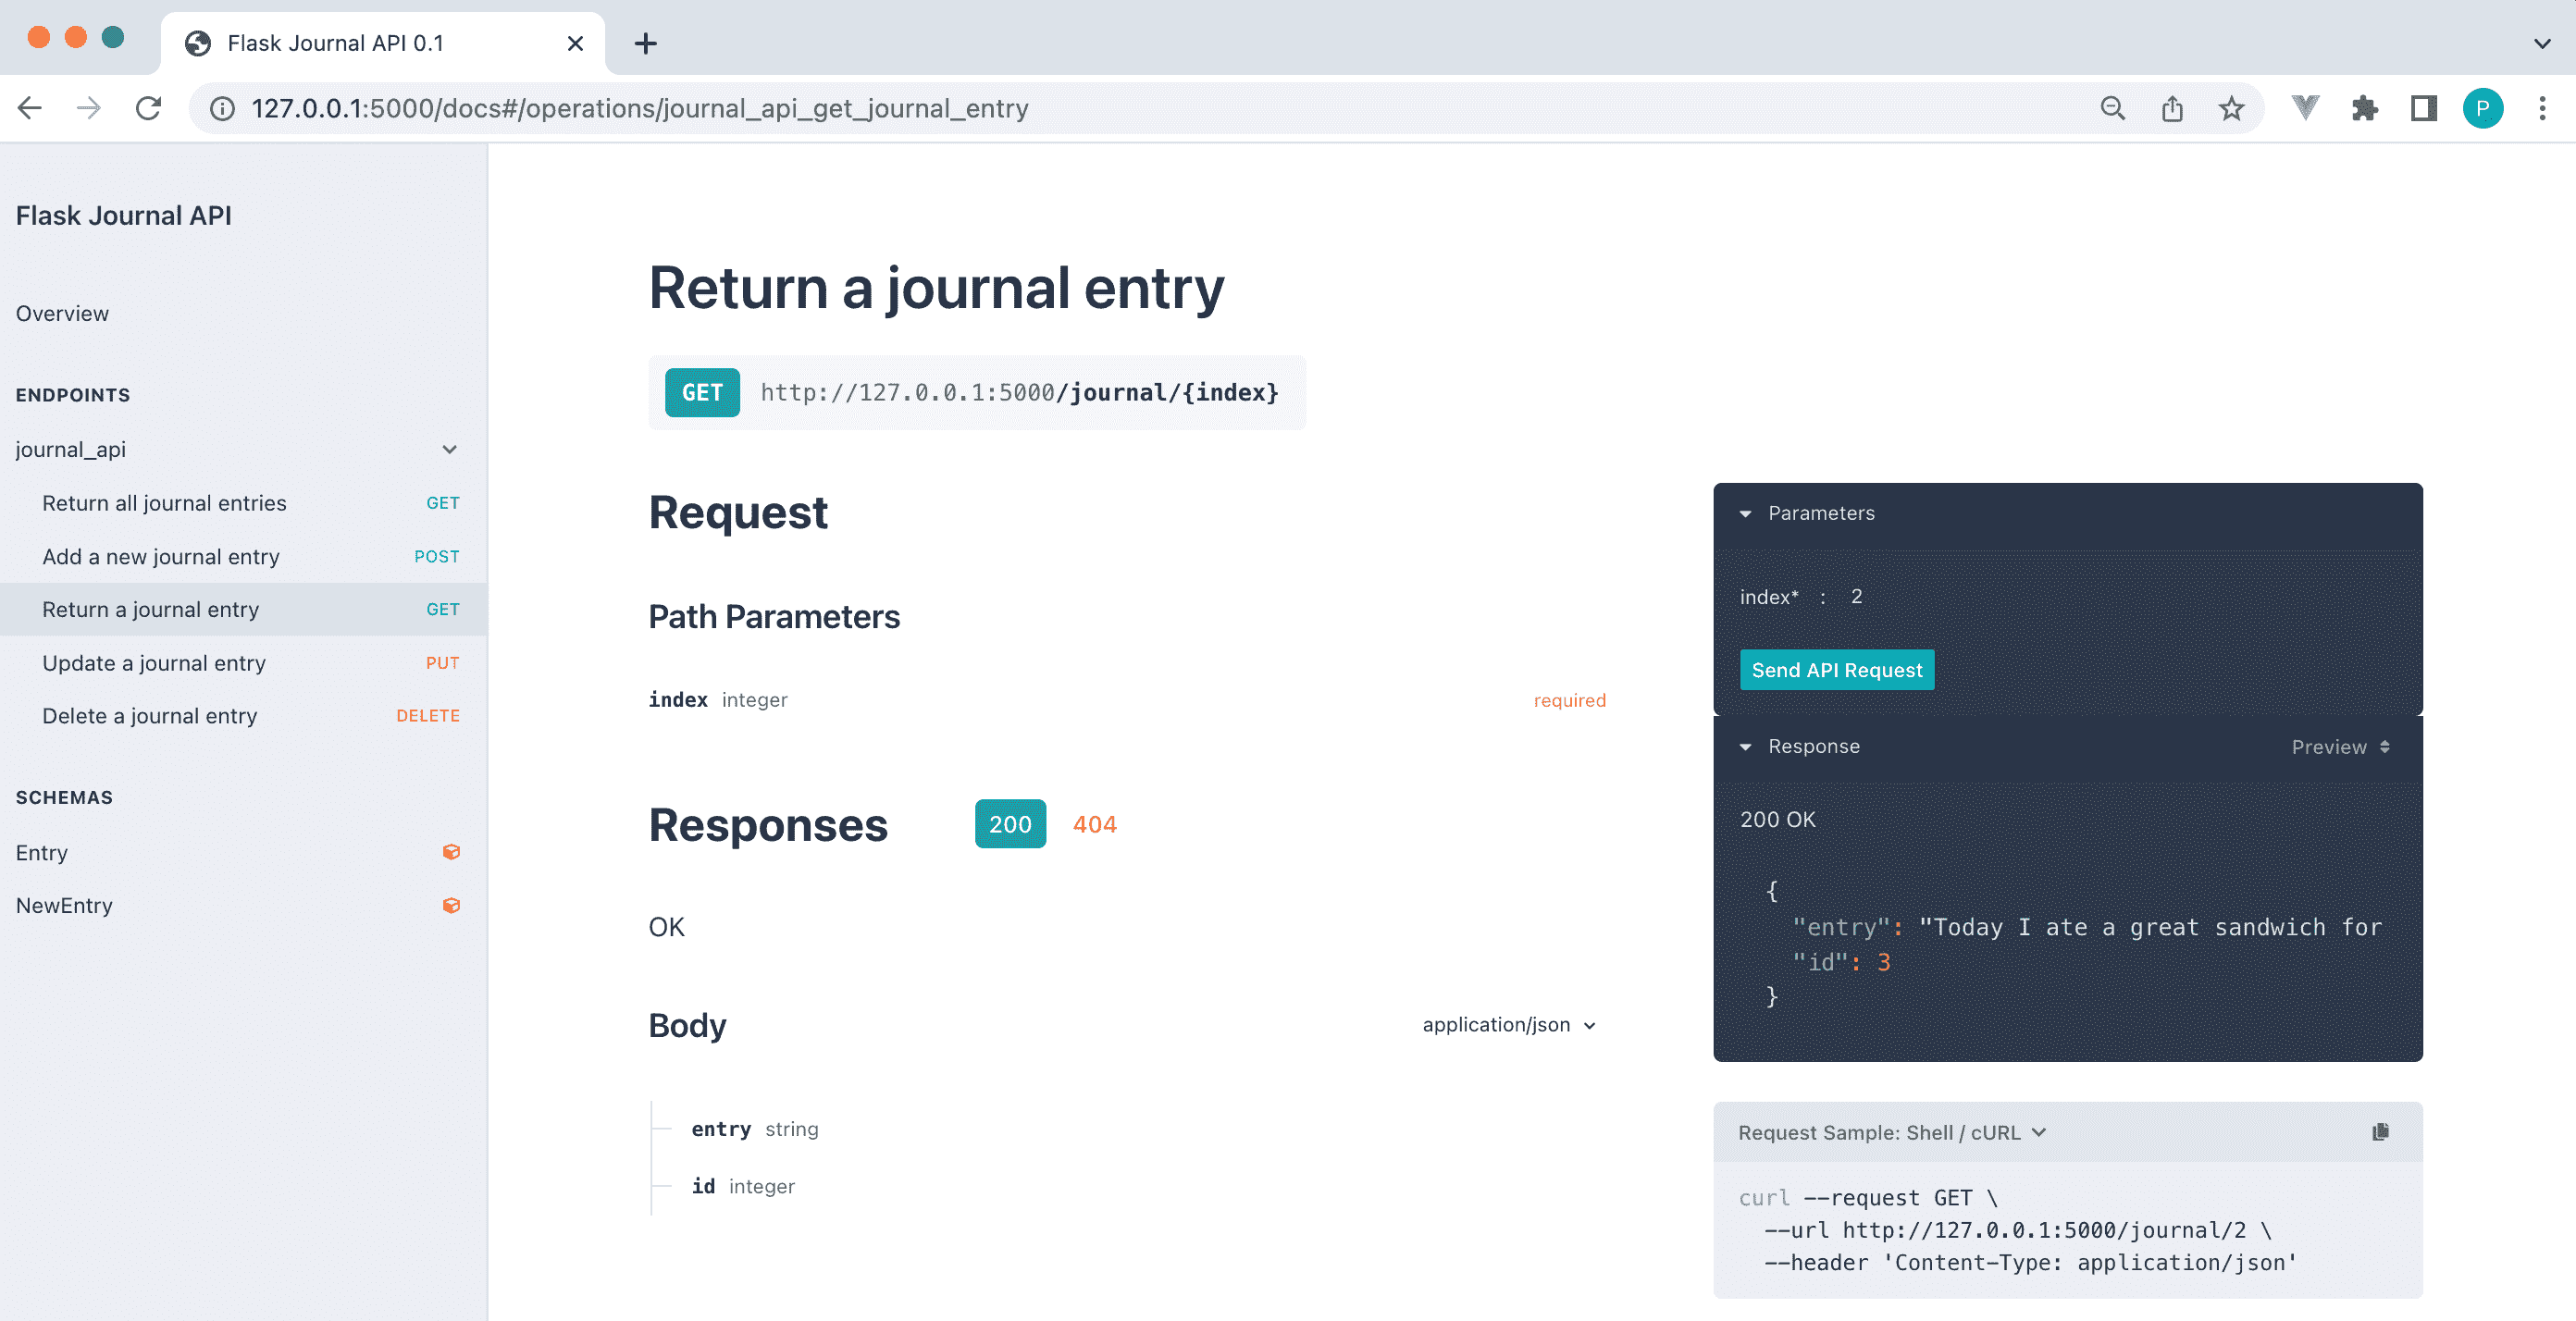 Flask Journal API 0.1
127.0.0.1:5000/docs#/operations/journal_api_get_journal_entry
P
Flask Journal API
Overview
ENDPOINTS
journal_api
Return all journal entries GET
Add a new journal entry POST
Return a journal entry GET
Update a journal entry PUT
Delete a journal entry DELETE
SCHEMAS
Entry
NewEntry
Return a journal entry
GET http://127.0.0.1:5000/journal/{index}
Request
Path Parameters
index integer required
Responses 200 404
OK
Body application/json
entry string
id integer
Parameters
index* : 2
Send API Request
Response Preview
200 OK
{
"entry": "Today I ate a great sandwich for
"id": 3
}
Request Sample: Shell / cURL
curl --request GET \
--url http://127.0.0.1:5000/journal/2 \
--header 'Content-Type: application/json'